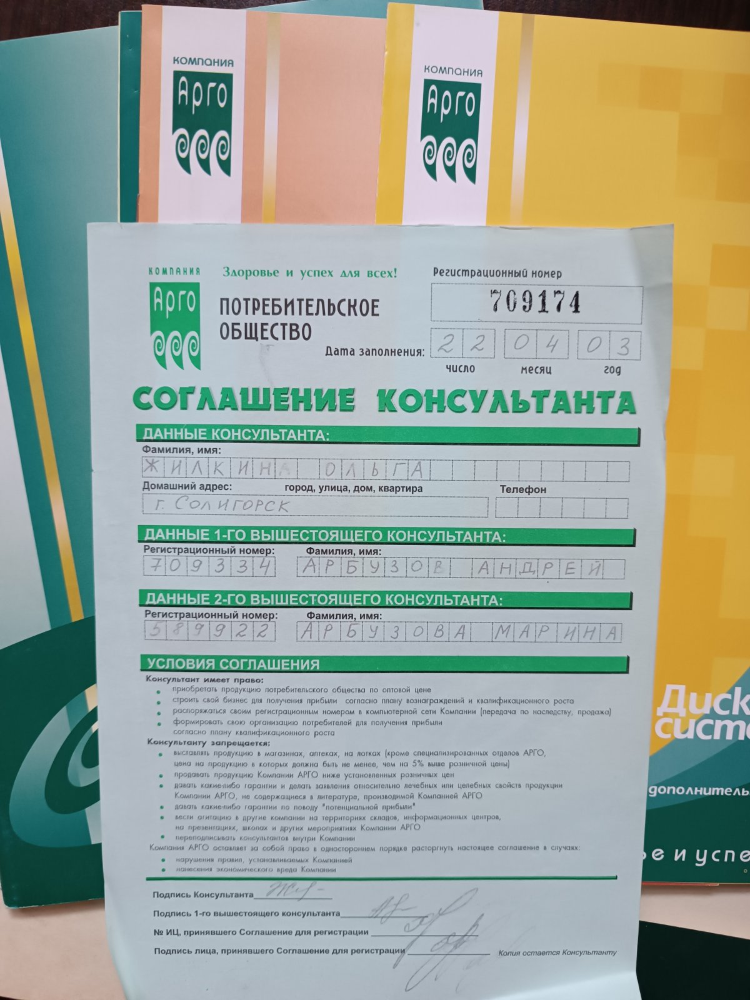 КОМПАНИЯ
Арго
КОМПАНИЯ
Арго
КОМПАНИЯ
Арго
Здоровье и успех для всех!
ПОТРЕБИТЕЛЬСКОЕ
ОБЩЕСТВО
Регистрационный номер
709174
Дата заполнения: 22 04 03
число месяц год
СОГЛАШЕНИЕ КОНСУЛЬТАНТА
ДАННЫЕ КОНСУЛЬТАНТА:
Фамилия, имя:
ЖИЛКИНА ОЛЬГА
Домашний адрес: город, улица, дом, квартира Телефон
г. Солигорск
ДАННЫЕ 1-ГО ВЫШЕСТОЯЩЕГО КОНСУЛЬТАНТА:
Регистрационный номер: Фамилия, имя:
709334 АРБУЗОВ АНДРЕЙ
ДАННЫЕ 2-ГО ВЫШЕСТОЯЩЕГО КОНСУЛЬТАНТА:
Регистрационный номер: Фамилия, имя:
589922 АРБУЗОВА МАРИНА
УСЛОВИЯ СОГЛАШЕНИЯ
Консультант имеет право:
приобретать продукцию потребительского общества по оптовой цене
строить свой бизнес для получения прибыли согласно плану вознаграждений и квалификационного роста
распоряжаться своим регистрационным номером в компьютерной сети Компании (передача по наследству, продажа)
формировать свою организацию потребителей для получения прибыли
согласно плану квалификационного роста
Консультанту запрещается:
выставлять продукцию в магазинах, аптеках, на лотках (кроме специализированных отделов АРГО,
цена на продукцию в которых должна быть не менее, чем на 5% выше розничной цены)
продавать продукцию Компании АРГО ниже установленных розничных цен
давать какие-либо гарантии и делать заявления относительно лечебных или целебных свойств продукции
Компании АРГО, не содержащиеся в литературе, производимой Компанией АРГО
давать какие-либо гарантии по поводу "потенциальной прибыли"
вести агитацию в другие компании на территориях складов, информационных центров,
на презентациях, школах и других мероприятиях Компании АРГО
переподписывать консультантов внутри Компании
Компания АРГО оставляет за собой право в одностороннем порядке расторгнуть настоящее соглашение в случаях:
нарушения правил, устанавливаемых Компанией
нанесения экономического вреда Компании
Подпись Консультанта
Подпись 1-го вышестоящего консультанта
№ ИЦ, принявшего Соглашение для регистрации
Подпись лица, принявшего Соглашение для регистрации
Копия остается Консультанту
Диск
систе
дополнитель
ье и успе